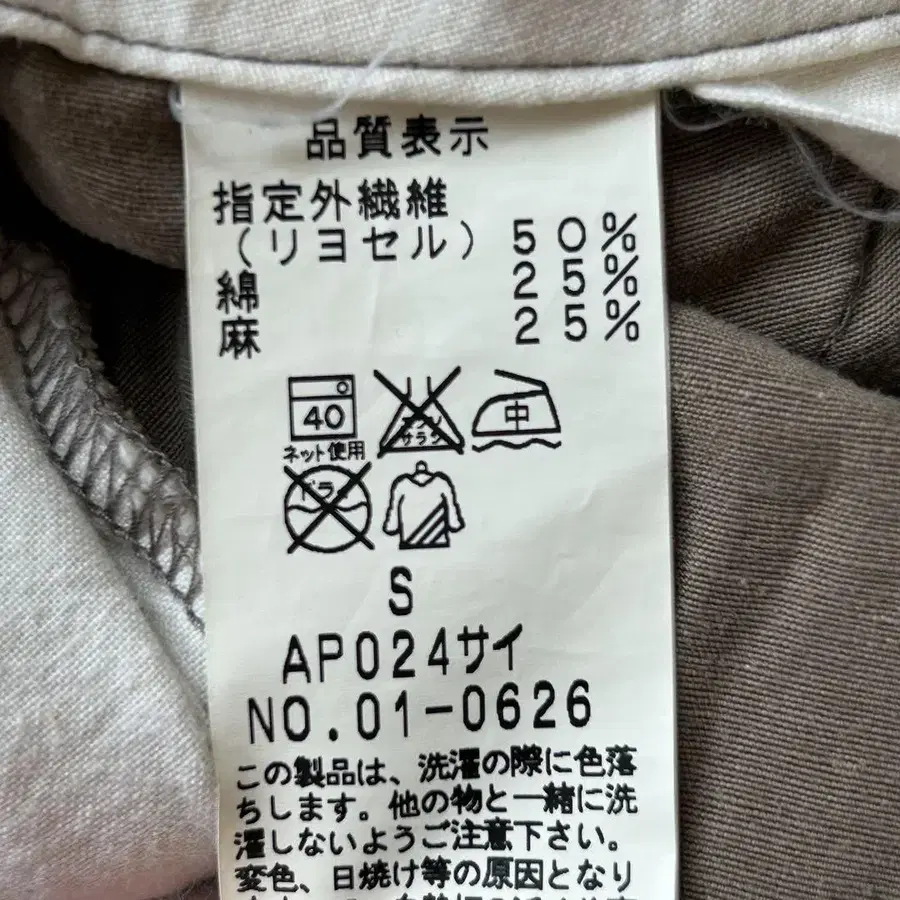 品質表示
指定外繊維
（リヨセル） 50%
綿 25%
麻 25%
40
中
ネット使用
S
AP024サイ
NO.01-0626
この製品は、洗濯の際に色落
ちします。他の物と一緒に洗
濯しないようご注意下さい。
変色、日焼け等の原因となり